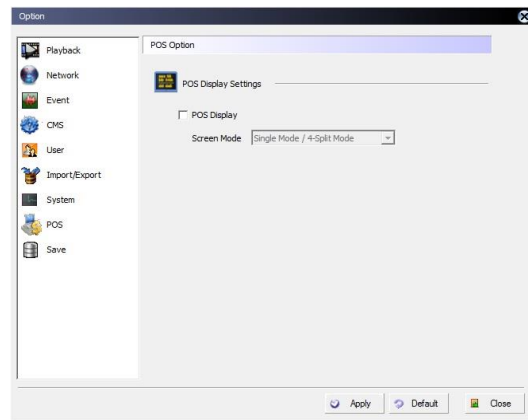 Option
Playback
Network
Event
CMS
User
Import/Export
System
POS
Save
POS Option
POS Display Settings
POS Display
Screen Mode Single Mode / 4-Split Mode
Apply Default Close